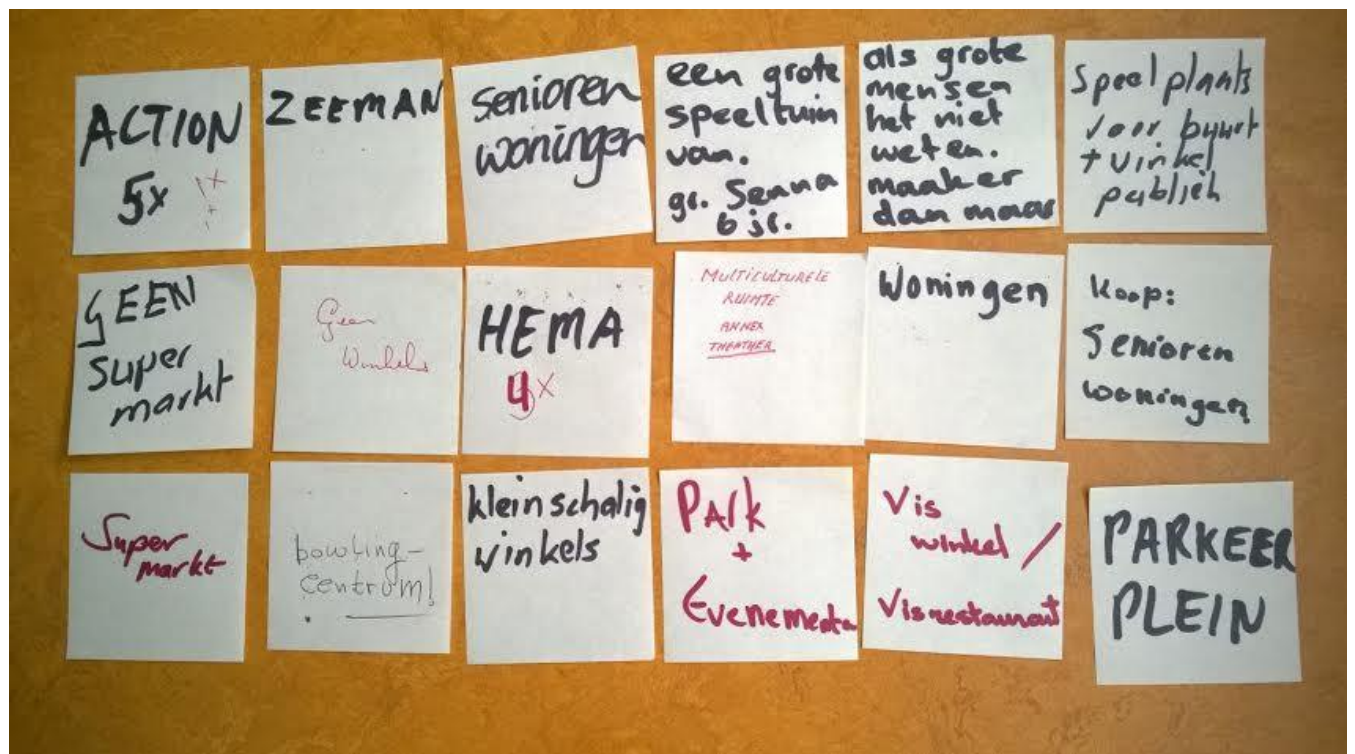 ACTION
5x
ZEEMAN
senioren
woningen
een grote
speeltuin
van.
gr. Senna
6 jr.
als grote
mensen
het niet
weten.
maak er
dan maar
Speelplaats
voor buurt
+ winkel
publiek
GEEN
super
markt
Geen
Winkels
HEMA
4x
MULTICULTURELE
RUIMTE
ANNEX
THEATHER
Woningen
Koop:
Senioren
woningen
Super
markt
bowling-
centrum!
kleinschalig
winkels
Park
+
Evenementen
Vis
winkel /
Visrestaurant
PARKEER
PLEIN